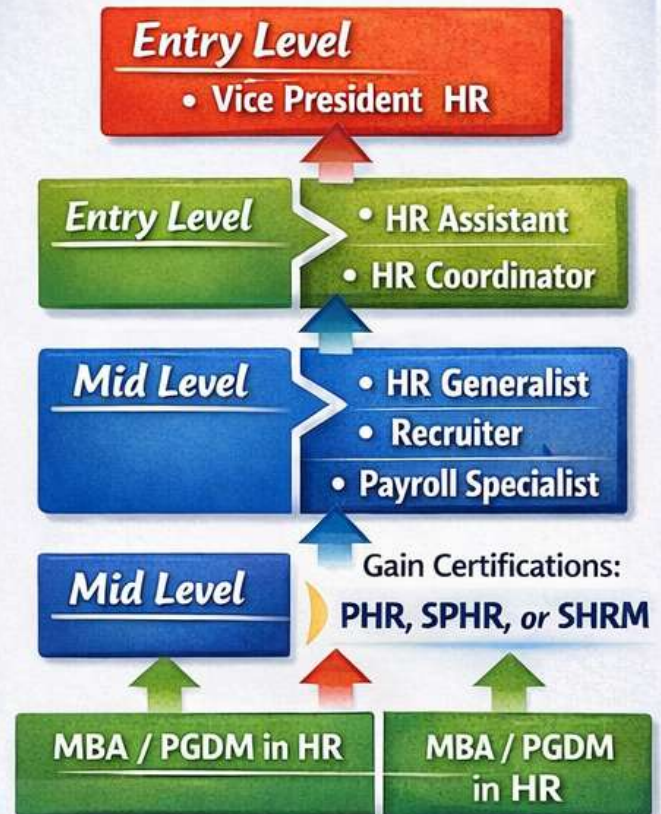 Entry Level
• Vice President HR
Entry Level
• HR Assistant
• HR Coordinator
Mid Level
• HR Generalist
• Recruiter
• Payroll Specialist
Mid Level
Gain Certifications:
PHR, SPHR, or SHRM
MBA / PGDM in HR
MBA / PGDM
in HR